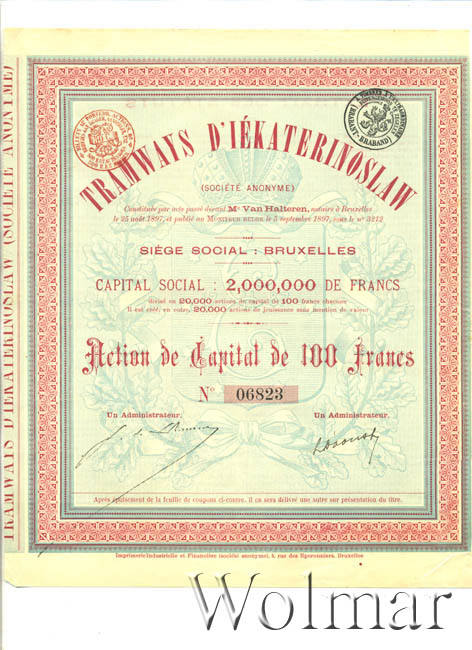 TRAMWAYS D'IÉKATERINOSLAW
(SOCIÉTÉ ANONYME)
Constituée par acte passé devant Me Van Halteren, notaire à Bruxelles
le 25 août 1897, et publié au MONITEUR BELGE le 5 septembre 1897, sous le no 3212
SIÈGE SOCIAL : BRUXELLES
CAPITAL SOCIAL : 2,000,000 DE FRANCS
divisé en 20,000 actions de capital de 100 francs chacune
Il est créé, en outre, 20,000 actions de jouissance sans mention de valeur
Action de Capital de 100 Francs
No 06823
Un Administrateur,
Un Administrateur,
Après épuisement de la feuille de coupons ci-contre, il en sera délivré une autre sur présentation du titre.
Imprimerie Industrielle et Financière (société anonyme), 8, rue des Eperonniers, Bruxelles
TRAMWAYS D'IÉKATERINOSLAW (SOCIÉTÉ ANONYME)
Wolmar